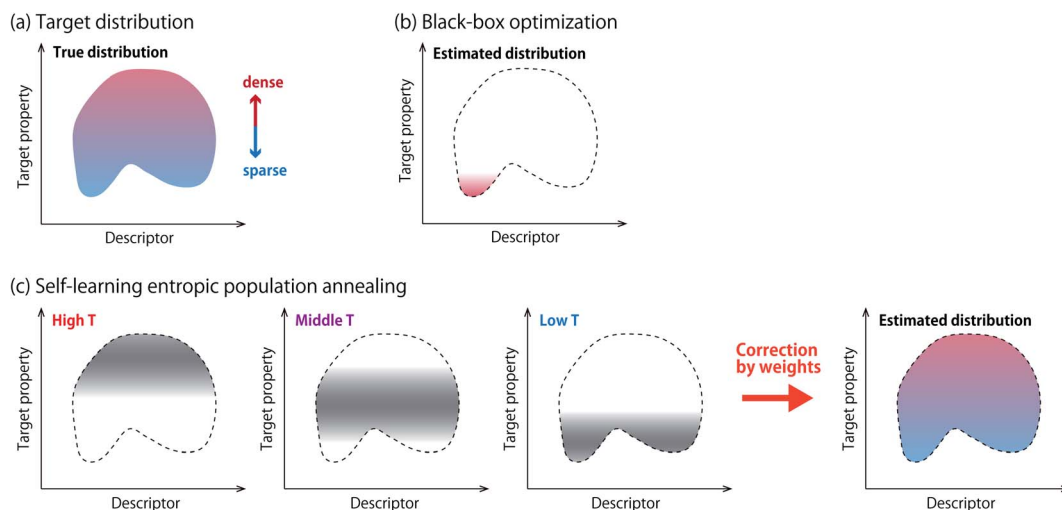 (a) Target distribution
(b) Black-box optimization
True distribution
dense
sparse
Target property
Descriptor
Estimated distribution
Target property
Descriptor
(c) Self-learning entropic population annealing
High T
Target property
Descriptor
Middle T
Target property
Descriptor
Low T
Target property
Descriptor
Correction
by weights
Estimated distribution
Target property
Descriptor